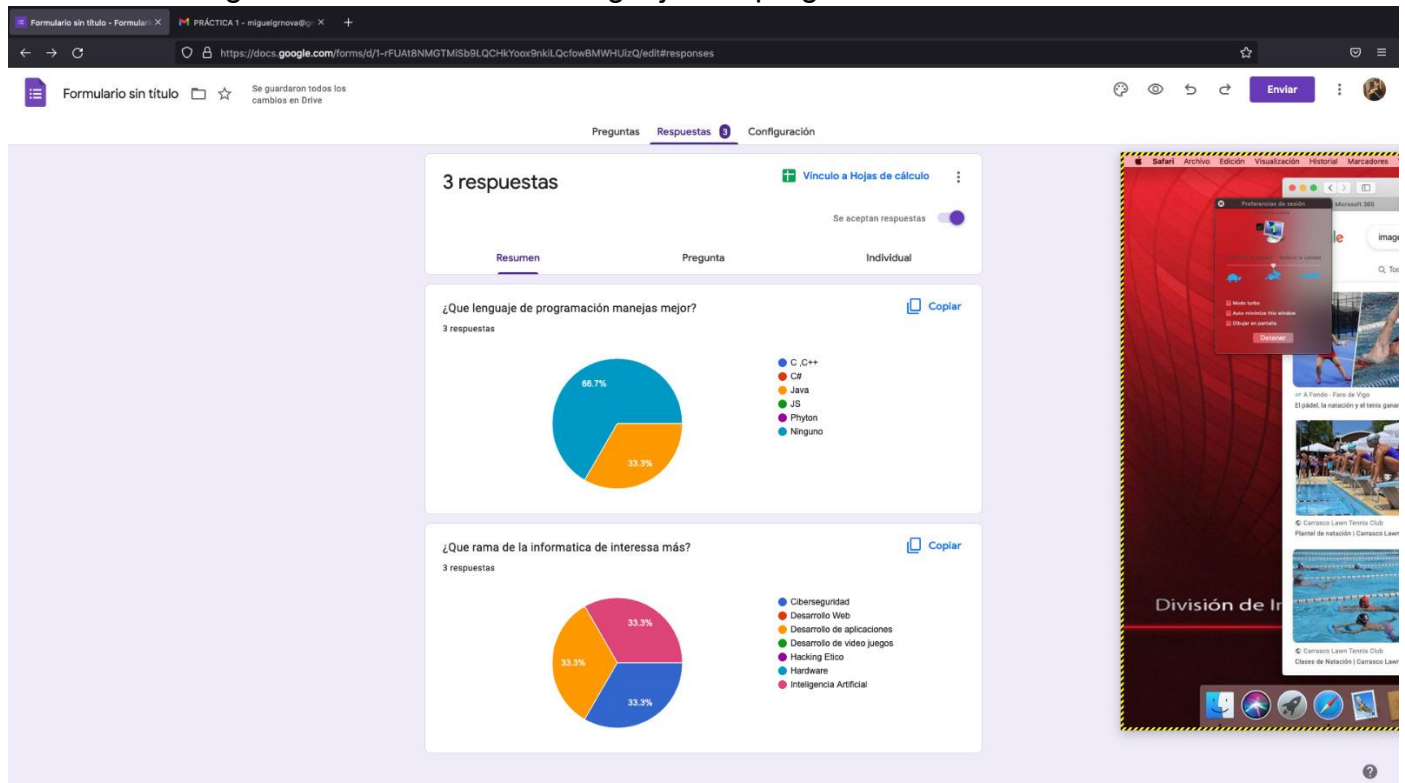 Formulario sin título - Formulari
PRÁCTICA 1 - miguelgrnova@g
https://docs.google.com/forms/d/1-rFUAt8NMGTMiSb9LQCHkYoox9nkiLQcfowBMWHUizQ/edit#responses
Formulario sin título
Se guardaron todos los
cambios en Drive
Enviar
Preguntas Respuestas 3 Configuración
3 respuestas
Vínculo a Hojas de cálculo
Se aceptan respuestas
Resumen Pregunta Individual
¿Que lenguaje de programación manejas mejor?
Copiar
3 respuestas
66.7%
33.3%
C ,C++
C#
Java
JS
Phyton
Ninguno
¿Que rama de la informatica de interessa más?
Copiar
3 respuestas
33.3%
33.3%
33.3%
Ciberseguridad
Desarrollo Web
Desarrollo de aplicaciones
Desarrollo de video juegos
Hacking Etico
Hardware
Inteligencia Artificial
Safari Archivo Edición Visualización Historial Marcadores
Preferencias de sesión
Microsoft 365
le
imag
Q Too
Modo turbo
Auto-minimize this window
Dibujar en pantalla
Detener
A Fondo - Faro de Vigo
El pádel, la natación y el tenis ganar
Carrasco Lawn Tennis Club
Plantel de natación | Carrasco Lawr
División de In
Carrasco Lawn Tennis Club
Clases de Natación | Carrasco Lawr